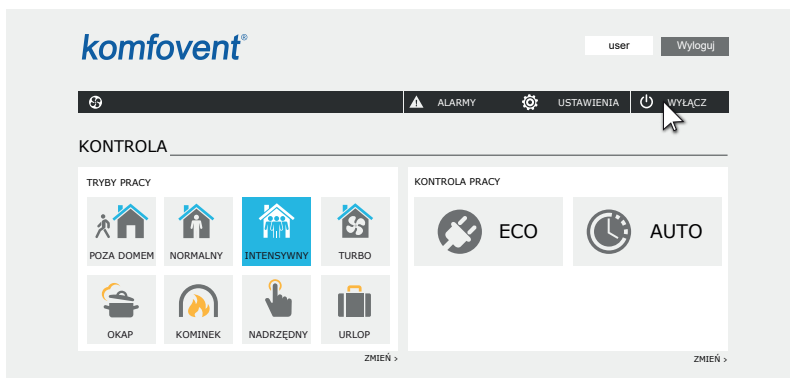 komfovent®
user
Wyloguj
ALARMY
USTAWIENIA
WYŁĄCZ
KONTROLA
TRYBY PRACY
POZA DOMEM
NORMALNY
INTENSYWNY
TURBO
OKAP
KOMINEK
NADRZĘDNY
URLOP
ZMIEŃ >
KONTROLA PRACY
ECO
AUTO
ZMIEŃ >